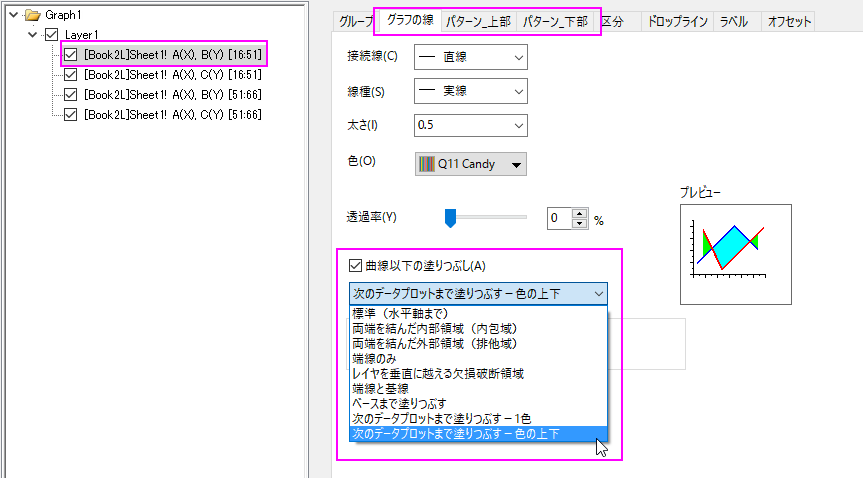 Graph1
Layer1
[Book2L]Sheet1! A(X), B(Y) [16:51]
[Book2L]Sheet1! A(X), C(Y) [16:51]
[Book2L]Sheet1! A(X), B(Y) [51:66]
[Book2L]Sheet1! A(X), C(Y) [51:66]
グループ グラフの線 パターン_上部 パターン_下部 区分 ドロップライン ラベル オフセット
接続線(C) 直線
線種(S) 実線
太さ(I) 0.5
色(O) Q11 Candy
透過率(Y) 0 %
プレビュー
曲線以下の塗りつぶし(A)
次のデータプロットまで塗りつぶす－色の上下
標準（水平軸まで）
両端を結んだ内部領域（内包域）
両端を結んだ外部領域（排他域）
端線のみ
レイヤを垂直に越える欠損破断領域
端線と基線
ベースまで塗りつぶす
次のデータプロットまで塗りつぶす－1色
次のデータプロットまで塗りつぶす－色の上下